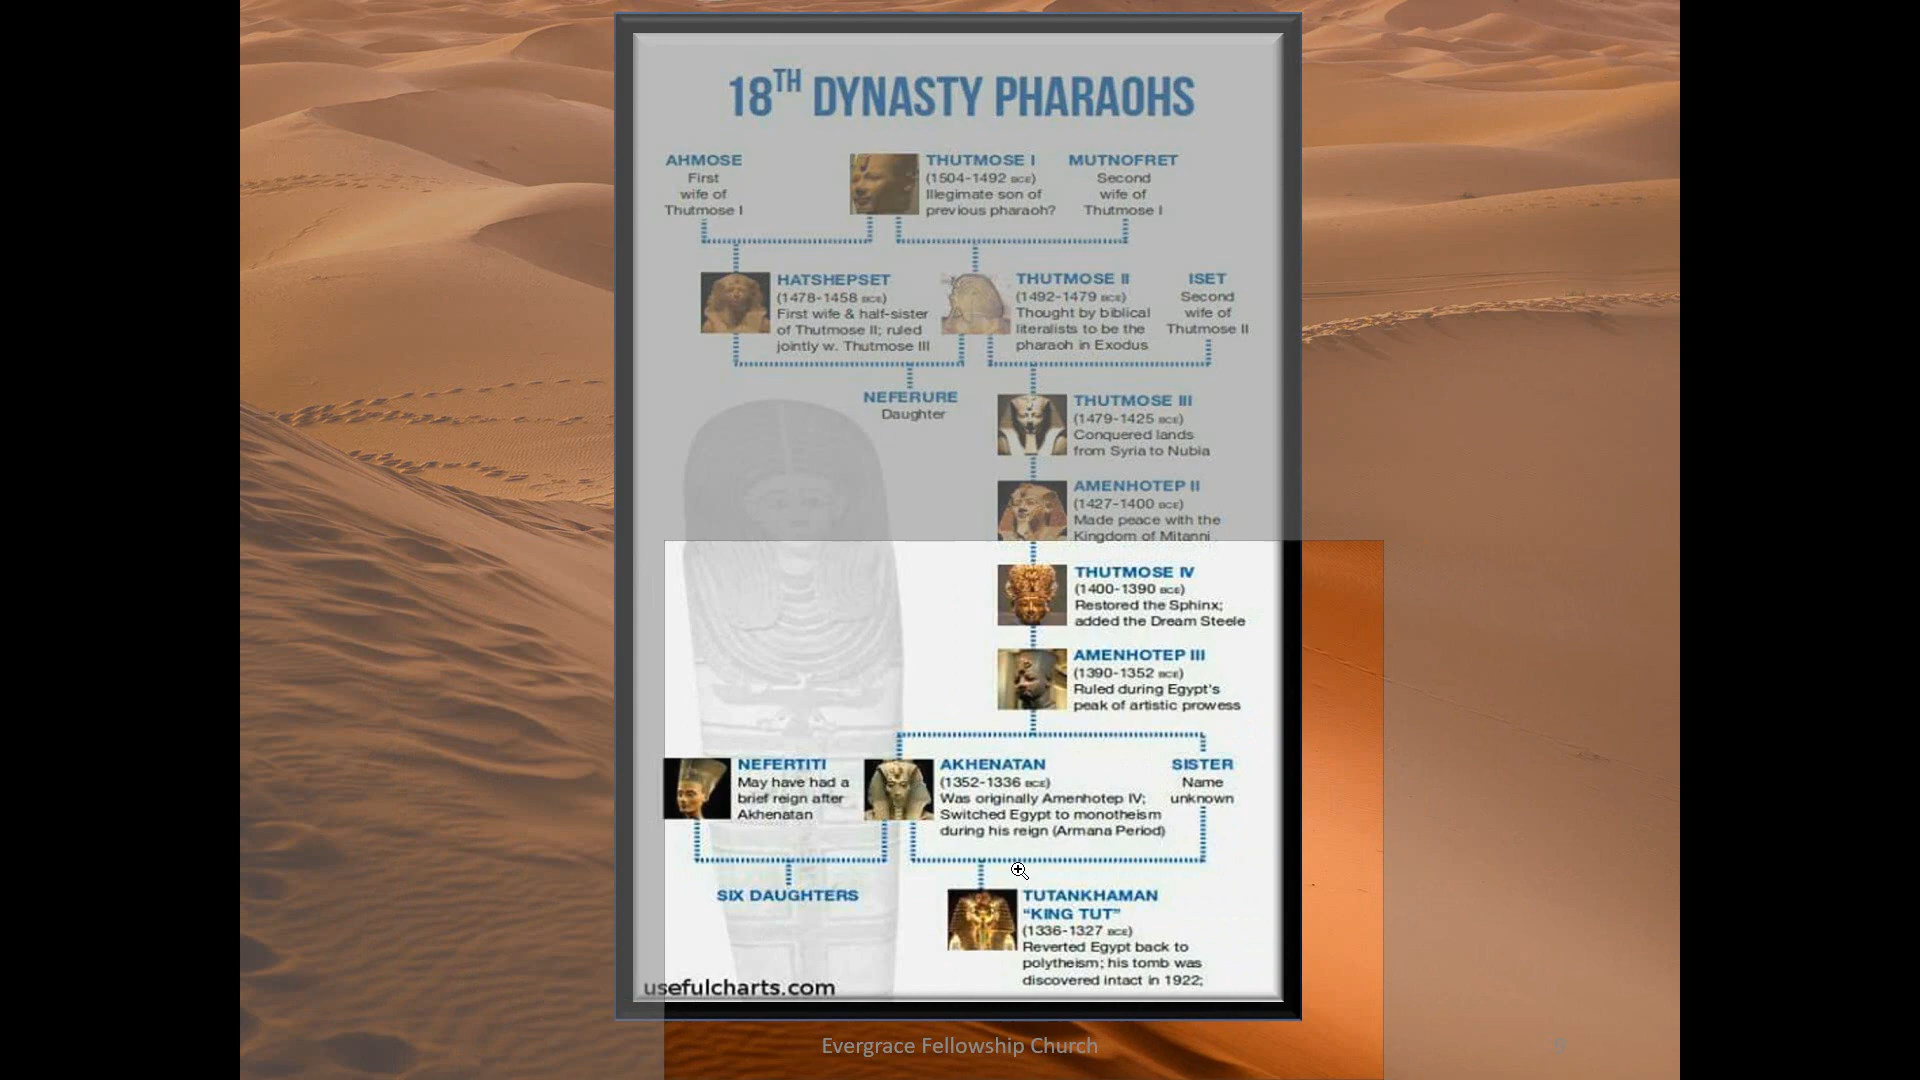 18TH DYNASTY PHARAOHS
AHMOSE
First
wife of
Thutmose I
THUTMOSE I
(1504-1492 BCE)
Illegimate son of
previous pharaoh?
MUTNOFRET
Second
wife of
Thutmose I
HATSHEPSET
(1478-1458 BCE)
First wife & half-sister
of Thutmose II; ruled
jointly w. Thutmose III
THUTMOSE II
(1492-1479 BCE)
Thought by biblical
literalists to be the
pharaoh in Exodus
ISET
Second
wife of
Thutmose II
NEFERURE
Daughter
THUTMOSE III
(1479-1425 BCE)
Conquered lands
from Syria to Nubia
AMENHOTEP II
(1427-1400 BCE)
Made peace with the
Kingdom of Mitanni
THUTMOSE IV
(1400-1390 BCE)
Restored the Sphinx;
added the Dream Steele
AMENHOTEP III
(1390-1352 BCE)
Ruled during Egypt's
peak of artistic prowess
NEFERTITI
May have had a
brief reign after
Akhenatan
AKHENATAN
(1352-1336 BCE)
Was originally Amenhotep IV;
Switched Egypt to monotheism
during his reign (Armana Period)
SISTER
Name
unknown
SIX DAUGHTERS
TUTANKHAMAN
“KING TUT”
(1336-1327 BCE)
Reverted Egypt back to
polytheism; his tomb was
discovered intact in 1922;
usefulcharts.com
Evergrace Fellowship Church